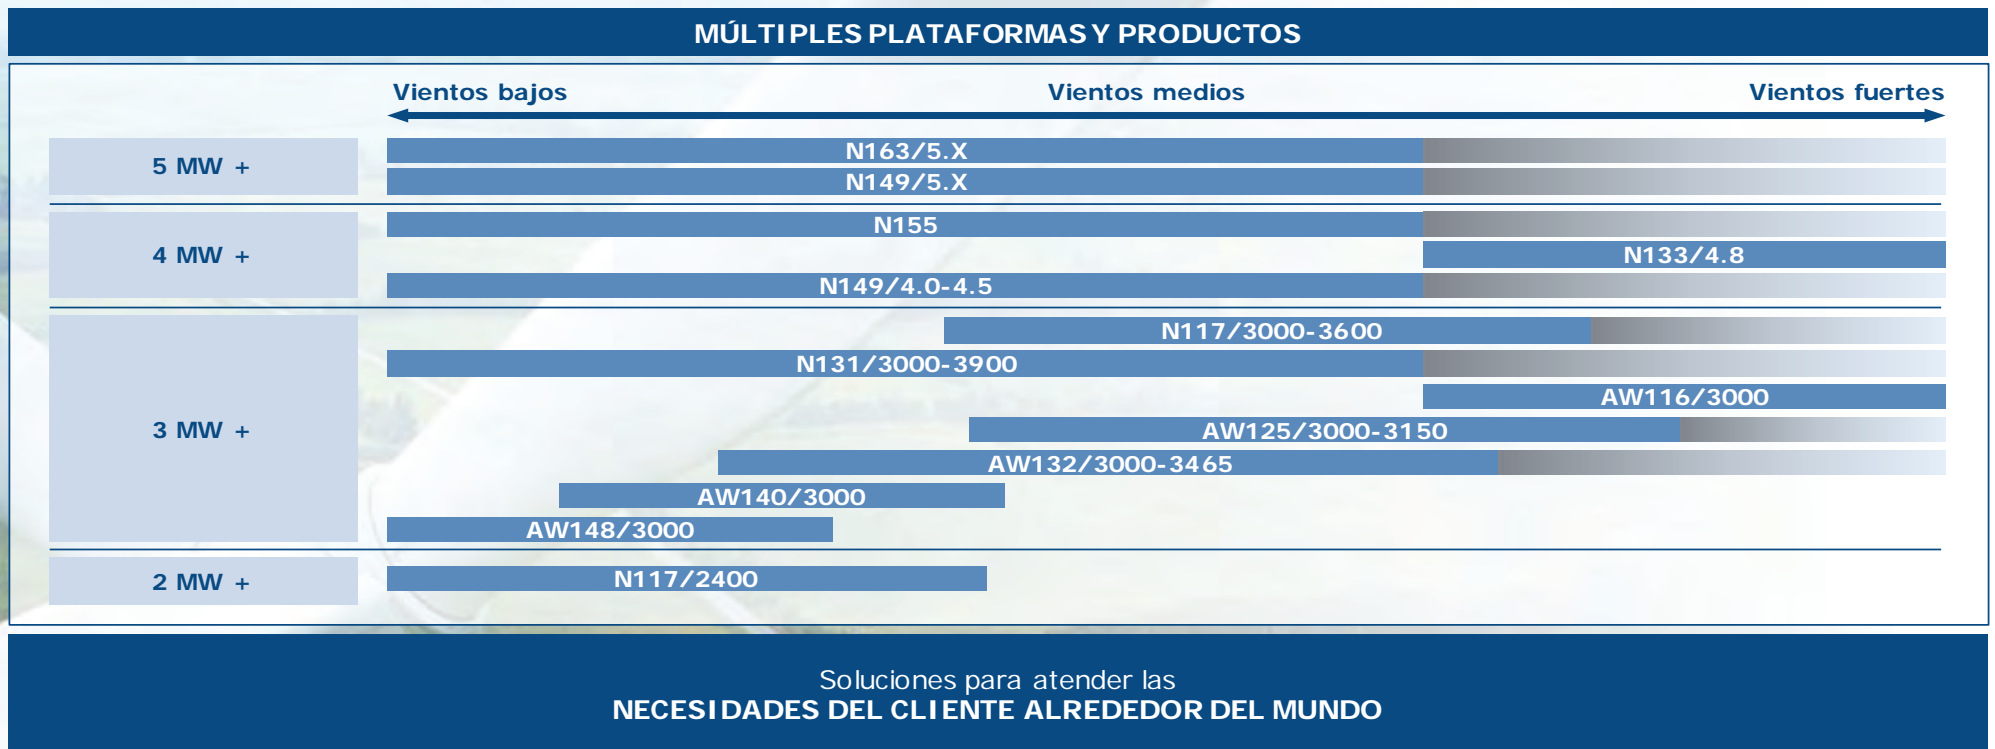 MÚLTIPLES PLATAFORMAS Y PRODUCTOS
Vientos bajos Vientos medios Vientos fuertes
5 MW +
N163/5.X
N149/5.X
4 MW +
N155
N133/4.8
N149/4.0-4.5
3 MW +
N117/3000-3600
N131/3000-3900
AW116/3000
AW125/3000-3150
AW132/3000-3465
AW140/3000
AW148/3000
2 MW +
N117/2400
Soluciones para atender las
NECESIDADES DEL CLIENTE ALREDEDOR DEL MUNDO